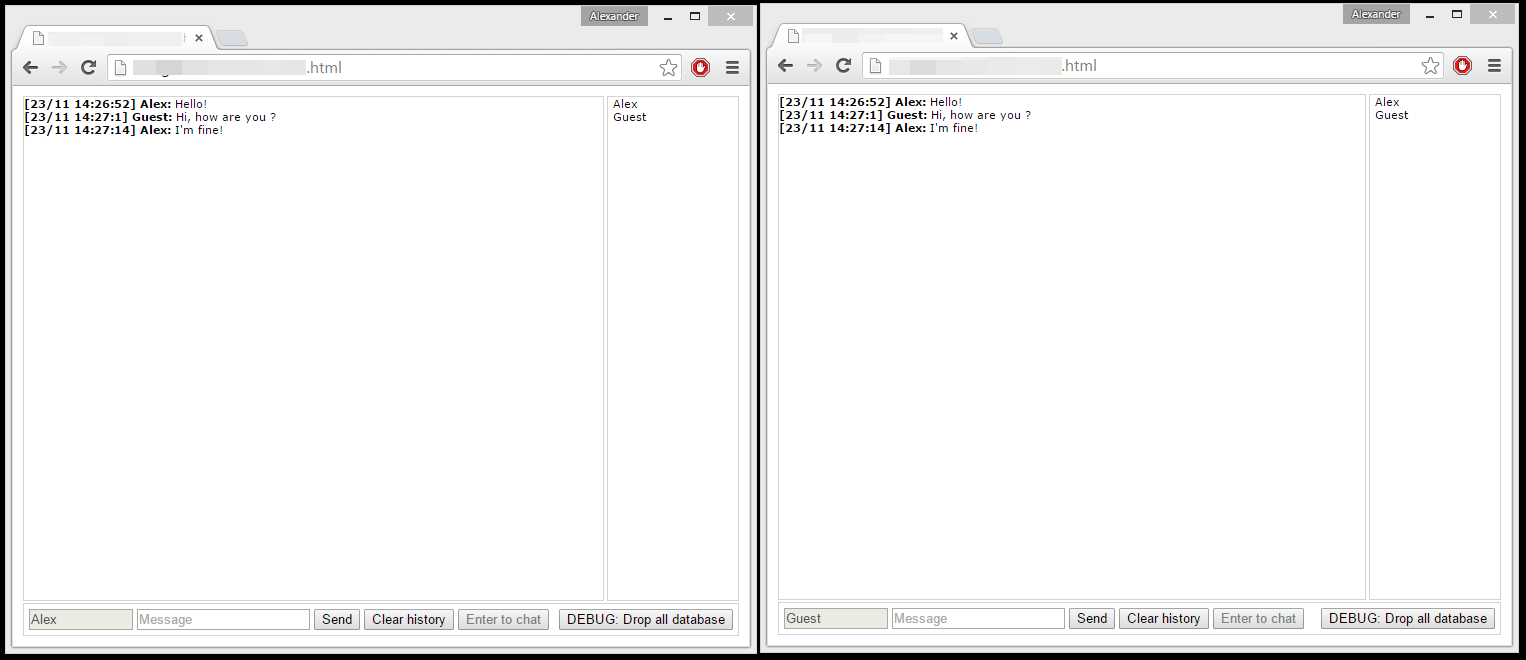 Alexander
.html
[23/11 14:26:52] Alex: Hello!
[23/11 14:27:1] Guest: Hi, how are you ?
[23/11 14:27:14] Alex: I'm fine!
Alex
Guest
Alex
Message
Send
Clear history
Enter to chat
DEBUG: Drop all database
Alexander
.html
[23/11 14:26:52] Alex: Hello!
[23/11 14:27:1] Guest: Hi, how are you ?
[23/11 14:27:14] Alex: I'm fine!
Alex
Guest
Guest
Message
Send
Clear history
Enter to chat
DEBUG: Drop all database